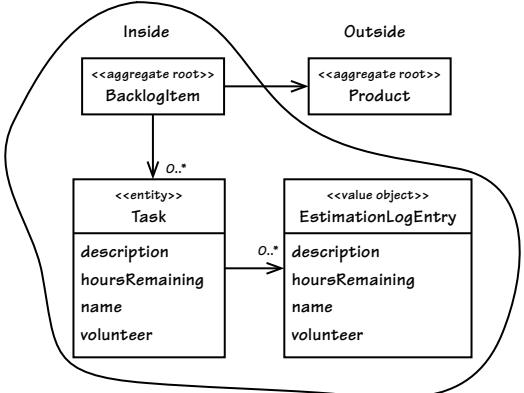 Inside
Outside
<<aggregate root>>
BacklogItem
<<aggregate root>>
Product
0..*
<<entity>>
Task
description
hoursRemaining
name
volunteer
0..*
<<value object>>
EstimationLogEntry
description
hoursRemaining
name
volunteer